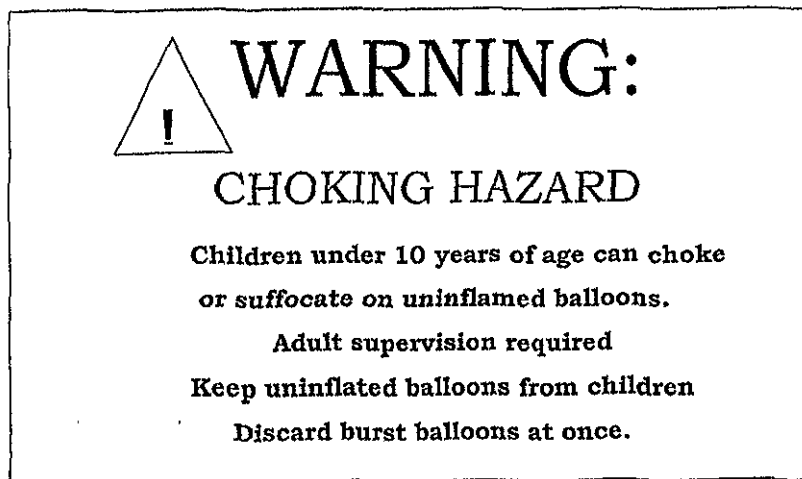 WARNING:
!
CHOKING HAZARD
Children under 10 years of age can choke
or suffocate on uninflamed balloons.
Adult supervision required
Keep uninflated balloons from children
Discard burst balloons at once.